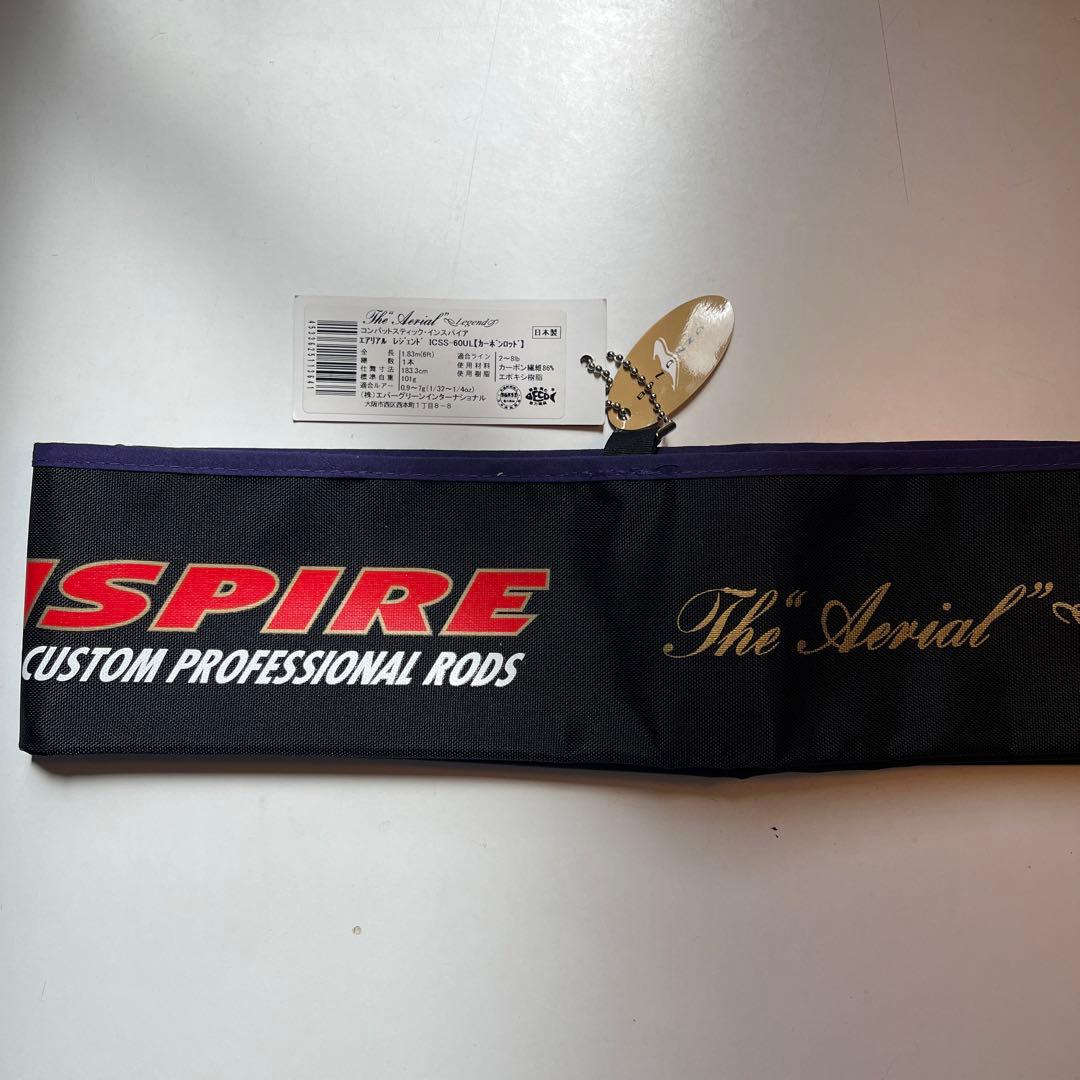 The "Aerial" Legend
コンバットスティック・インスパイア
日本製
エアリアル レジェンド ICSS-60UL【カーボンロッド】
全長 1.83m(6ft) 適合ライン 2~8lb
継数 1本 使用材料 カーボン繊維86%
仕舞寸法 183.3cm 使用樹脂 エポキシ樹脂
標準自重 101g
適合ルアー 0.9~7g(1/32~1/4oz)
(株)エバーグリーンインターナショナル
大阪市西区西本町1丁目8-8
4533625113641
SPIRE
CUSTOM PROFESSIONAL RODS
The "Aerial"